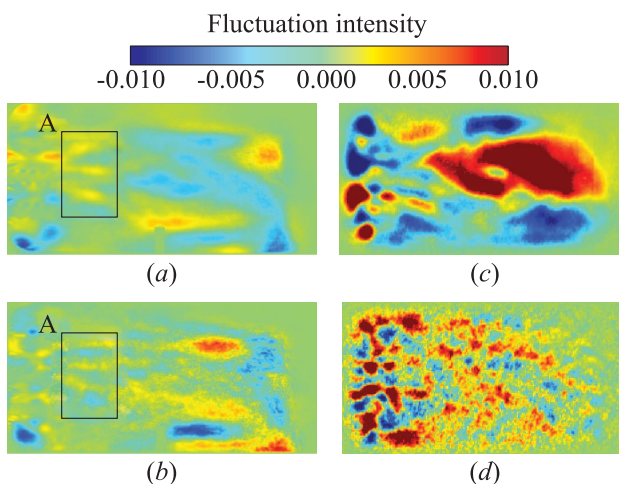 Fluctuation intensity
-0.010 -0.005 0.000 0.005 0.010
A
(a) (c)
A
(b) (d)